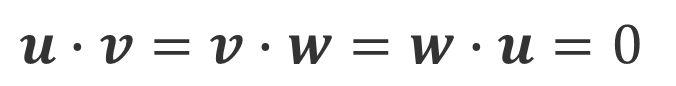 𝒖 · 𝒗 = 𝒗 · 𝒘 = 𝒘 · 𝒖 = 0